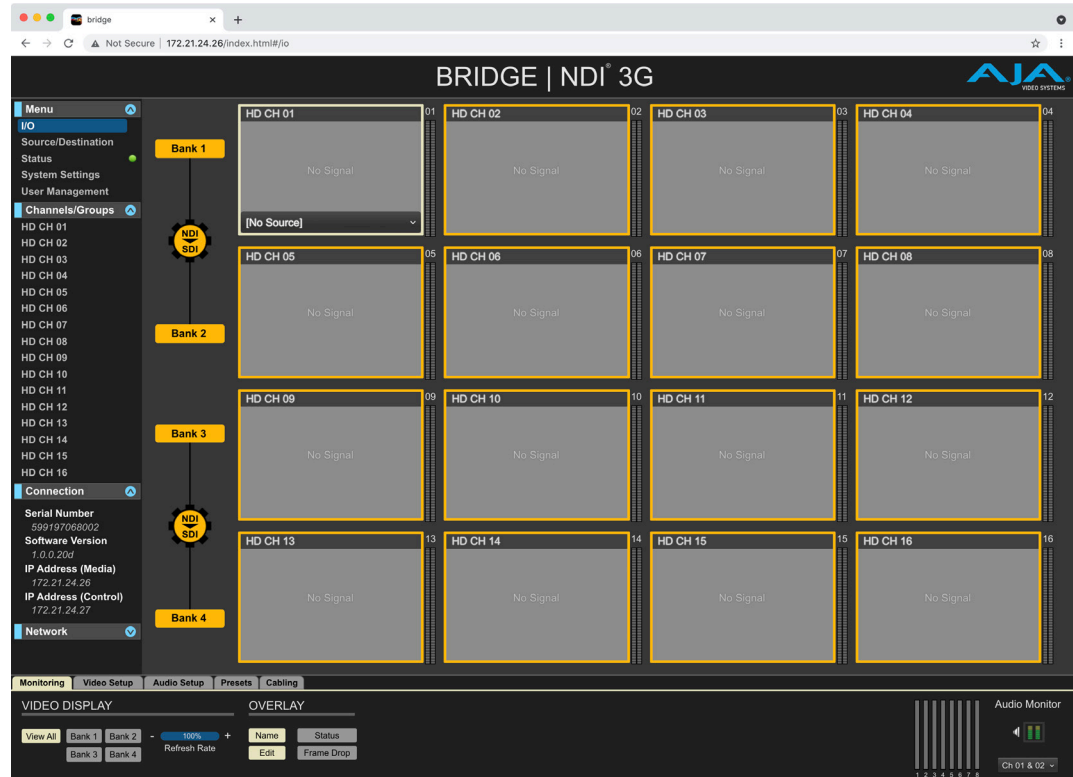 bridge
Not Secure 172.21.24.26/index.html#/io
BRIDGE | NDI® 3G
AJA
VIDEO SYSTEMS
Menu
I/O
Source/Destination
Status
System Settings
User Management
Channels/Groups
HD CH 01
HD CH 02
HD CH 03
HD CH 04
HD CH 05
HD CH 06
HD CH 07
HD CH 08
HD CH 09
HD CH 10
HD CH 11
HD CH 12
HD CH 13
HD CH 14
HD CH 15
HD CH 16
Connection
Serial Number
599197068002
Software Version
1.0.0.20d
IP Address (Media)
172.21.24.26
IP Address (Control)
172.21.24.27
Network
Bank 1
NDI
SDI
Bank 2
Bank 3
NDI
SDI
Bank 4
HD CH 01 01 HD CH 02 02 HD CH 03 03 HD CH 04 04
No Signal No Signal No Signal No Signal
[No Source]
HD CH 05 05 HD CH 06 06 HD CH 07 07 HD CH 08 08
No Signal No Signal No Signal No Signal
HD CH 09 09 HD CH 10 10 HD CH 11 11 HD CH 12 12
No Signal No Signal No Signal No Signal
HD CH 13 13 HD CH 14 14 HD CH 15 15 HD CH 16 16
No Signal No Signal No Signal No Signal
Monitoring Video Setup Audio Setup Presets Cabling
VIDEO DISPLAY
View All Bank 1 Bank 2 - 100% +
Bank 3 Bank 4 Refresh Rate
OVERLAY
Name Status
Edit Frame Drop
Audio Monitor
Ch 01 & 02
1 2 3 4 5 6 7 8